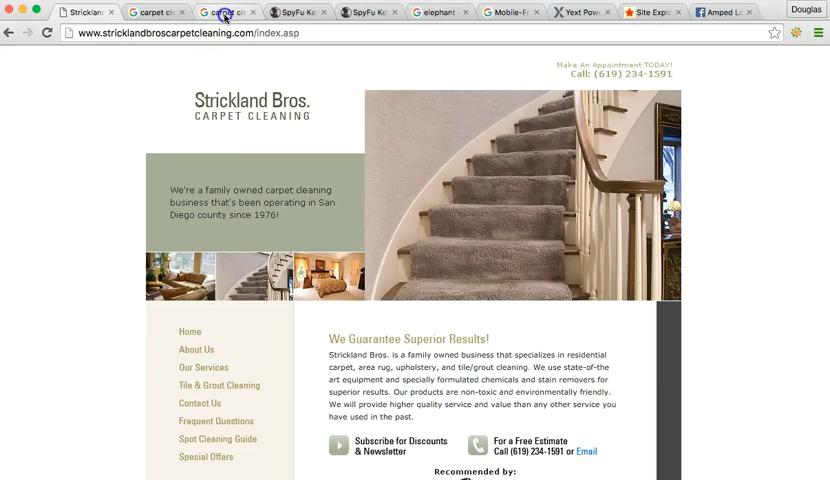 Strickland
carpet cle
carpet cle
SpyFu Ke
SpyFu Ke
elephant
Mobile-Fr
Yext Pow
Site Explo
Amped Lo
Douglas
www.stricklandbroscarpetcleaning.com/index.asp
Make An Appointment TODAY!
Call: (619) 234-1591
Strickland Bros.
CARPET CLEANING
We're a family owned carpet cleaning
business that's been operating in San
Diego county since 1976!
Home
About Us
Our Services
Tile & Grout Cleaning
Contact Us
Frequent Questions
Spot Cleaning Guide
Special Offers
We Guarantee Superior Results!
Strickland Bros. is a family owned business that specializes in residential
carpet, area rug, upholstery, and tile/grout cleaning. We use state-of-the
art equipment and specially formulated chemicals and stain removers for
superior results. Our products are non-toxic and environmentally friendly.
We will provide higher quality service and value than any other service you
have used in the past.
Subscribe for Discounts
& Newsletter
For a Free Estimate
Call (619) 234-1591 or Email
Recommended by: